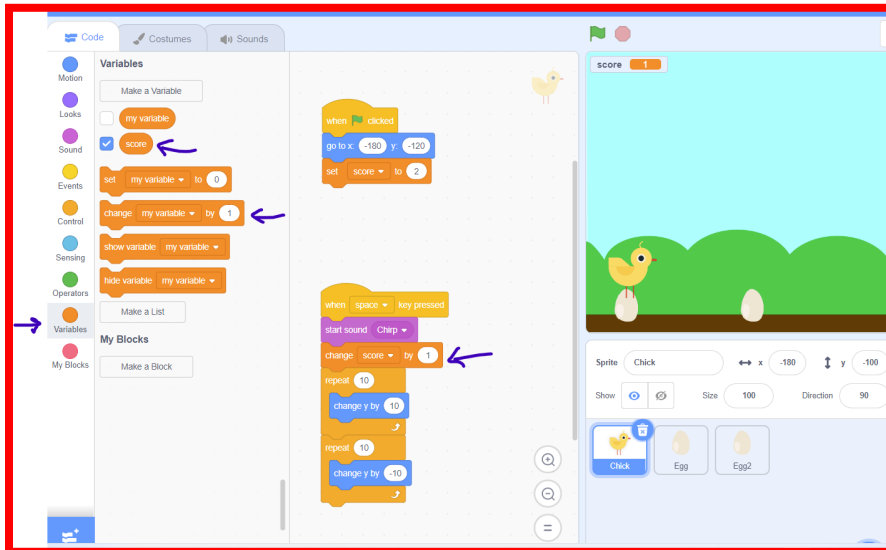 Code Costumes Sounds
Motion
Looks
Sound
Events
Control
Sensing
Operators
Variables
My Blocks
Variables
Make a Variable
my variable
score
set my variable to 0
change my variable by 1
show variable my variable
hide variable my variable
Make a List
My Blocks
Make a Block
when clicked
go to x: -180 y: -120
set score to 2
when space key pressed
start sound Chirp
change score by 1
repeat 10
change y by 10
repeat 10
change y by -10
score 1
Sprite Chick x -180 y -100
Show Size 100 Direction 90
Chick Egg Egg2